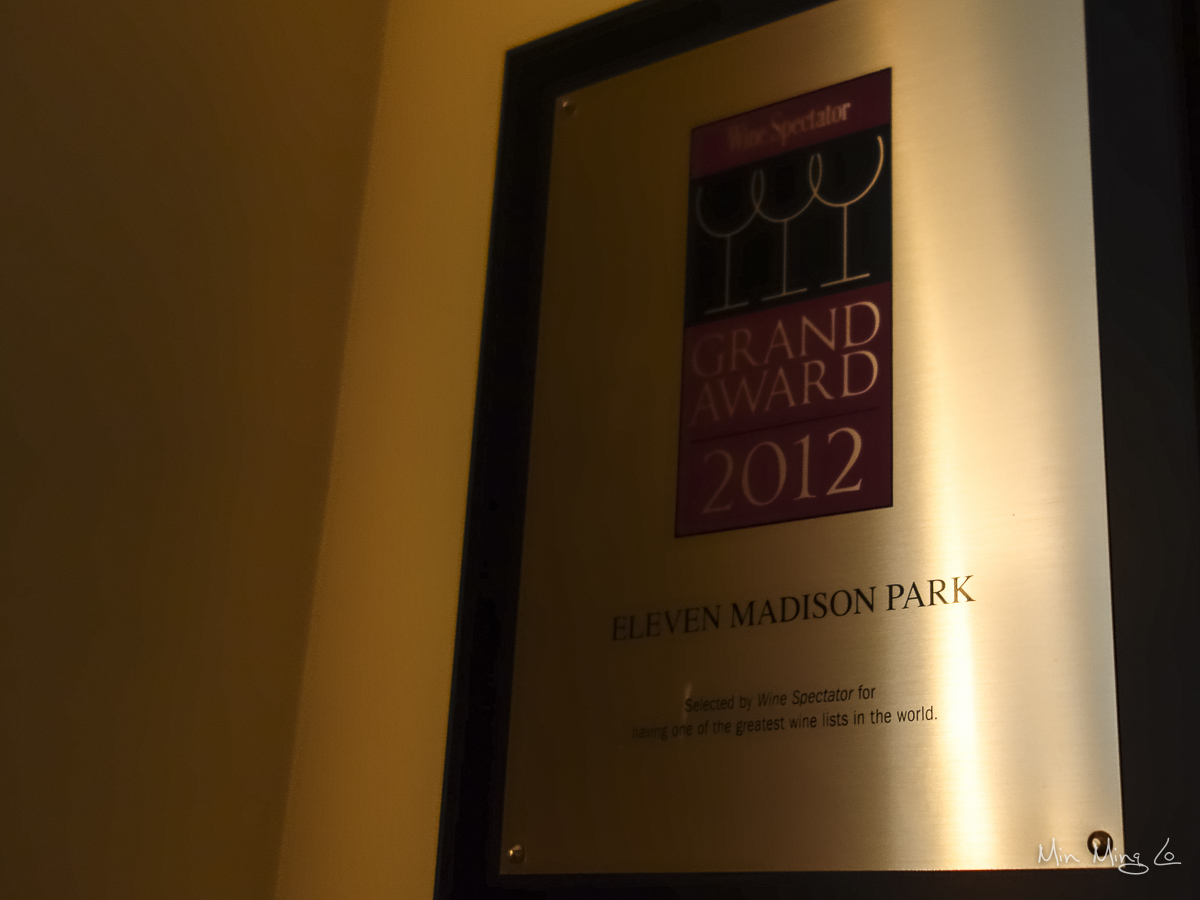 Wine Spectator
GRAND
AWARD
2012
ELEVEN MADISON PARK
Selected by Wine Spectator for
having one of the greatest wine lists in the world.
Min Ming Lo